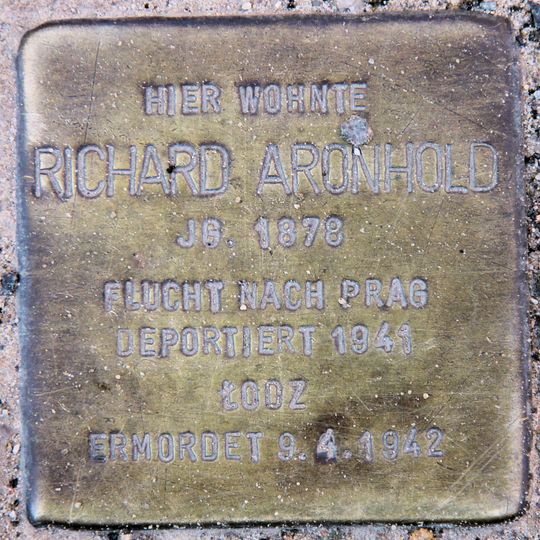 HIER WOHNTE
RICHARD ARONHOLD
JG. 1878
FLUCHT NACH PRAG
DEPORTIERT 1941
ŁODZ
ERMORDET 9.4.1942